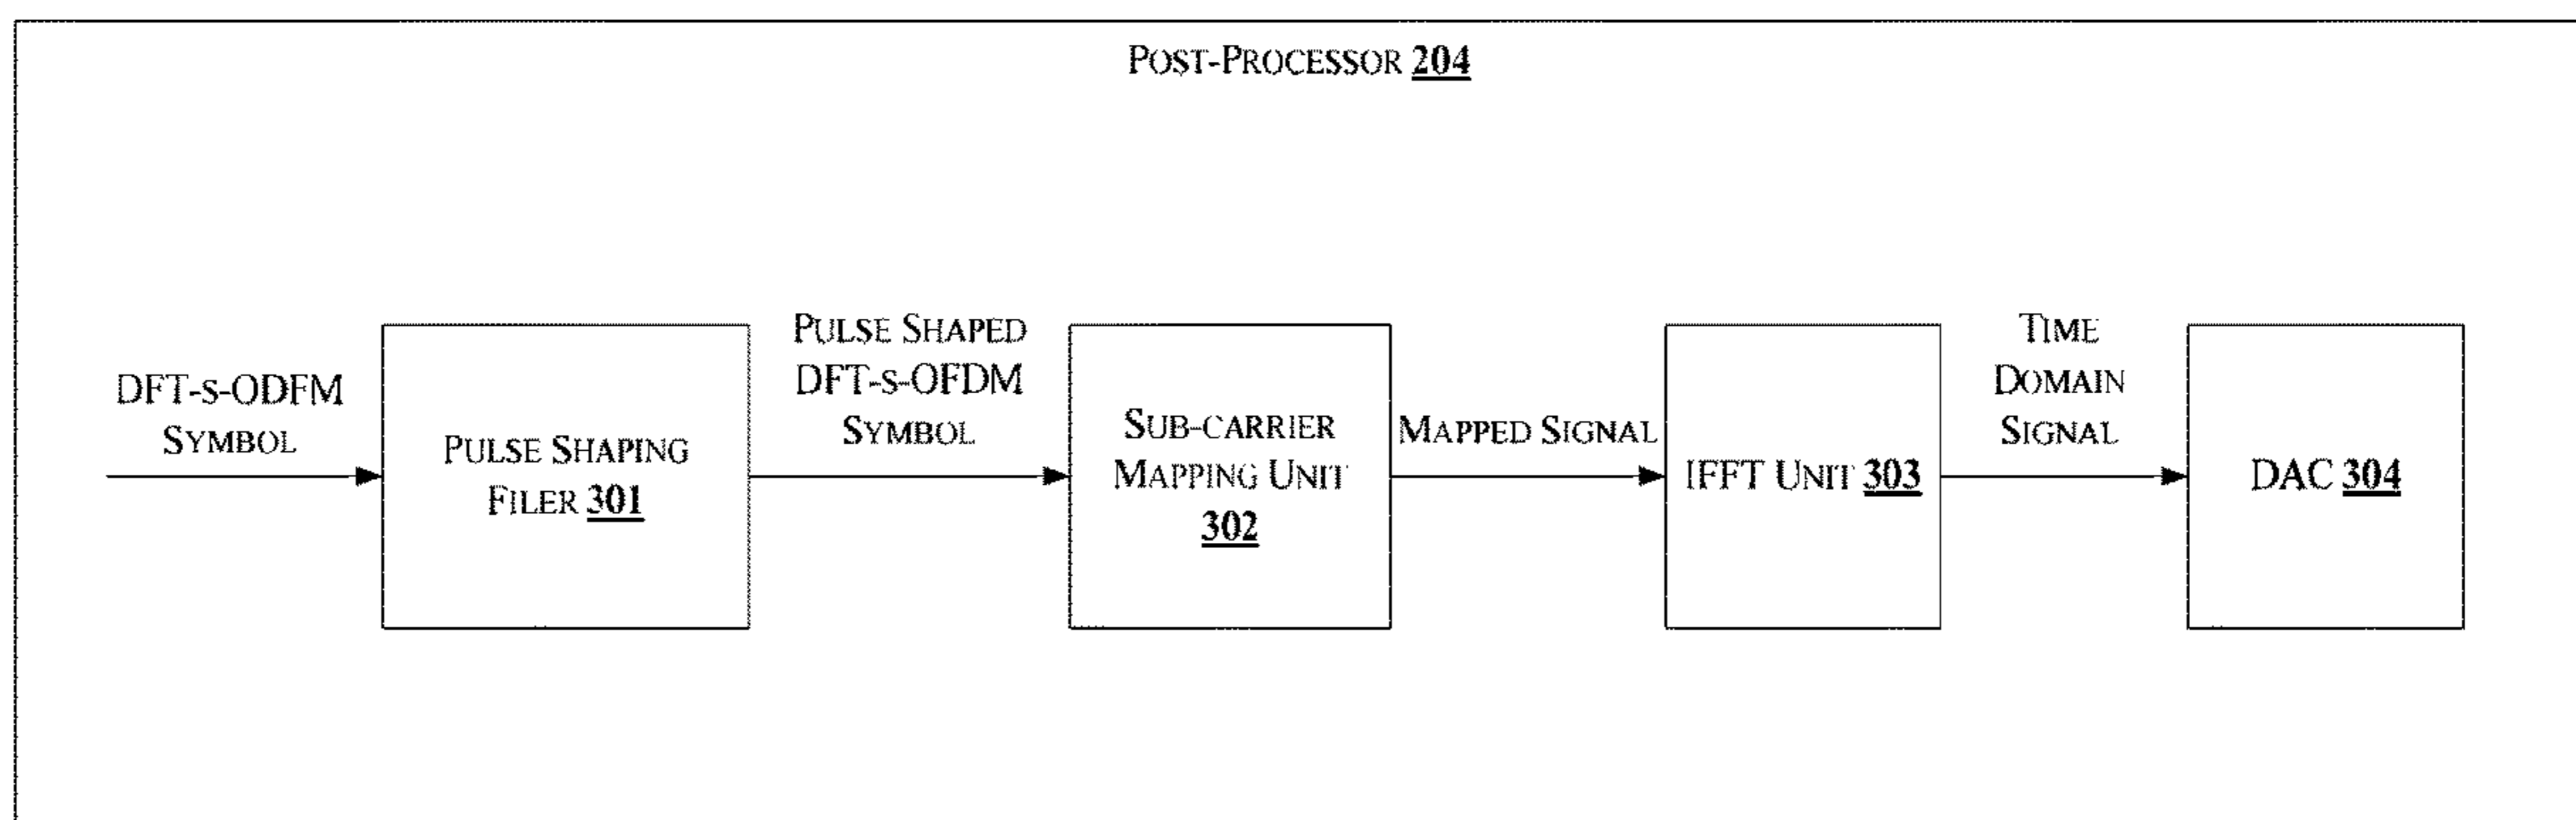 POST-PROCESSOR 204
DFT-S-ODFM
SYMBOL
PULSE SHAPING
FILER 301
PULSE SHAPED
DFT-S-OFDM
SYMBOL
SUB-CARRIER
MAPPING UNIT
302
MAPPED SIGNAL
IFFT UNIT 303
TIME
DOMAIN
SIGNAL
DAC 304